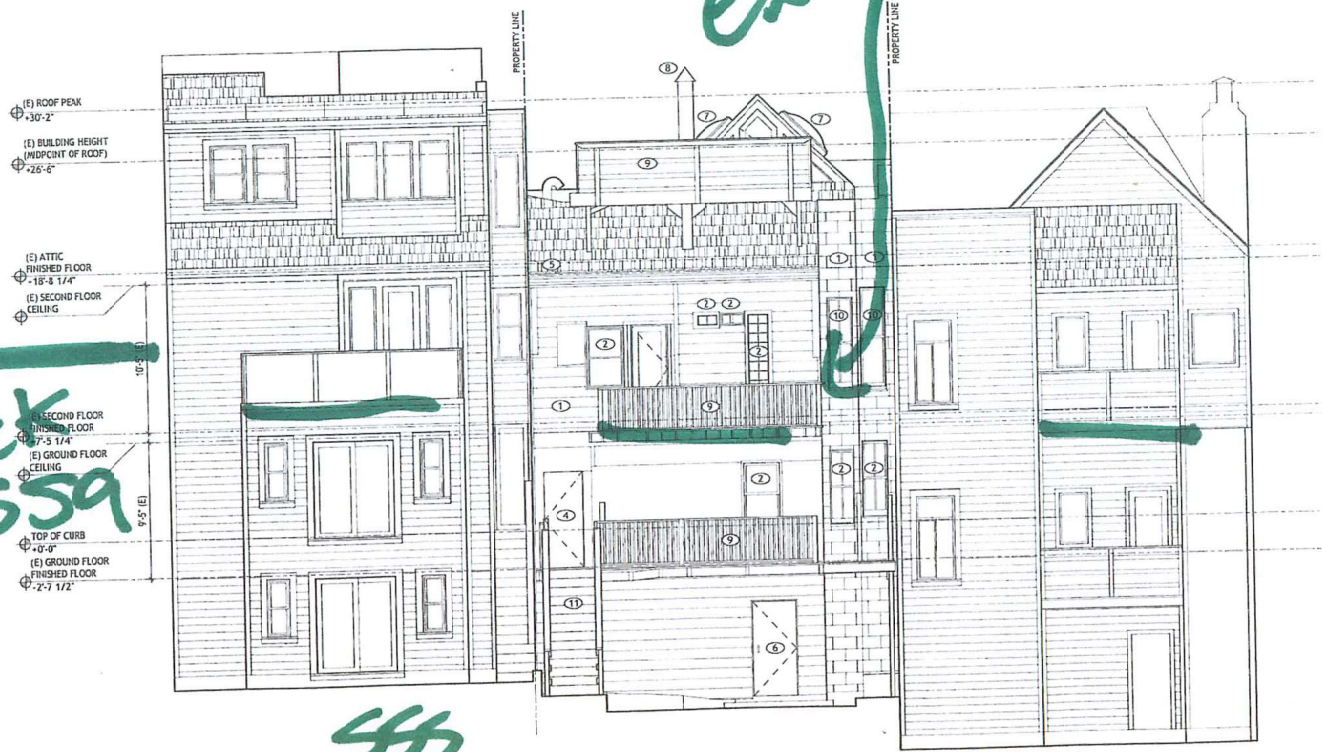 PROPERTY LINE
PROPERTY LINE
(E) ROOF PEAK
+30'-2"
(E) BUILDING HEIGHT
(MIDPOINT OF ROOF)
+26'-6"
(E) ATTIC
FINISHED FLOOR
+18'-8 1/4"
(E) SECOND FLOOR
CEILING
10'-5" (E)
(E) SECOND FLOOR
FINISHED FLOOR
+7'-5 1/4"
(E) GROUND FLOOR
CEILING
559
9'-5" (E)
TOP OF CURB
+0'-0"
(E) GROUND FLOOR
FINISHED FLOOR
-2'-7 1/2"
8
7
7
9
5
1
1
2
2
10
10
2
2
1
9
2
2
2
4
9
11
6